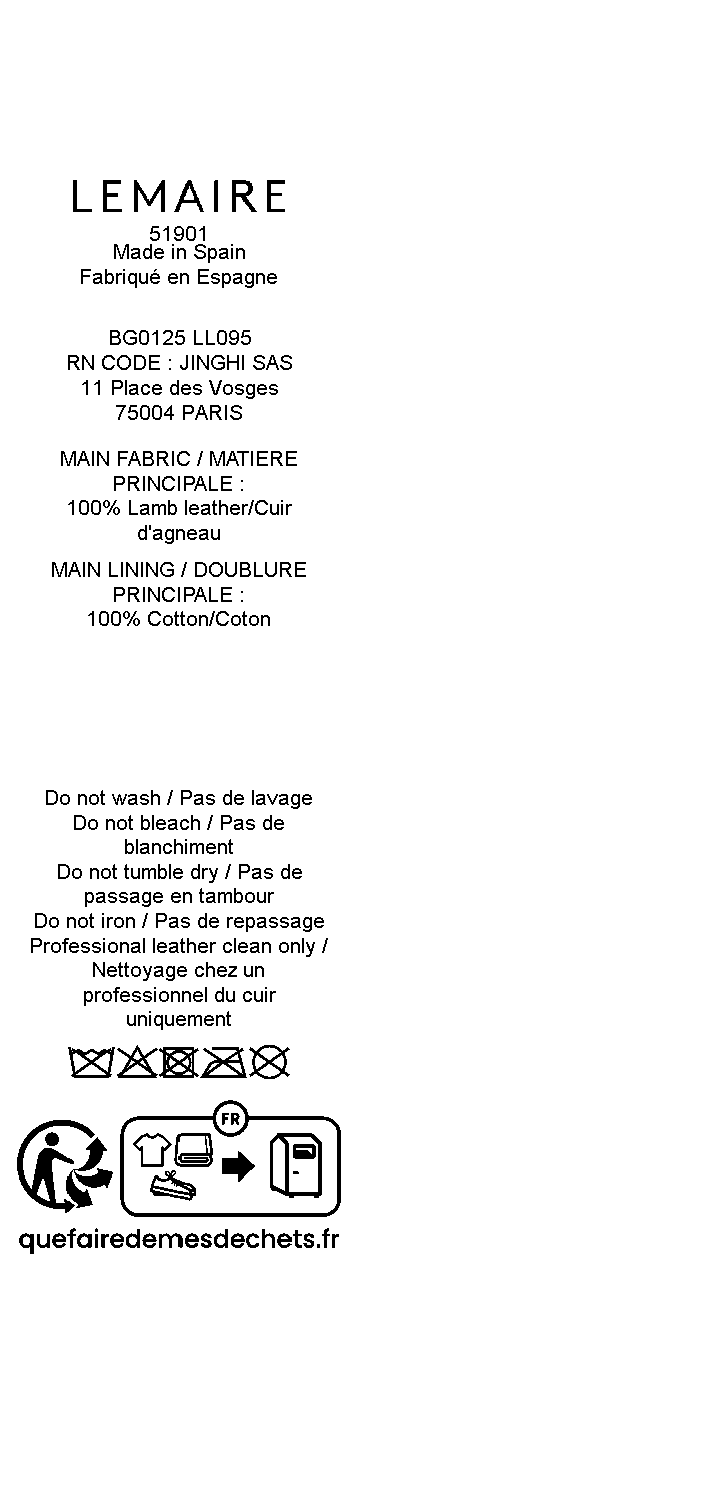 LEMAIRE
51901
Made in Spain
Fabriqué en Espagne
BG0125 LL095
RN CODE : JINGHI SAS
11 Place des Vosges
75004 PARIS
MAIN FABRIC / MATIERE
PRINCIPALE :
100% Lamb leather/Cuir
d'agneau
MAIN LINING / DOUBLURE
PRINCIPALE :
100% Cotton/Coton
Do not wash / Pas de lavage
Do not bleach / Pas de
blanchiment
Do not tumble dry / Pas de
passage en tambour
Do not iron / Pas de repassage
Professional leather clean only /
Nettoyage chez un
professionnel du cuir
uniquement
FR
quefairedemesdechets.fr